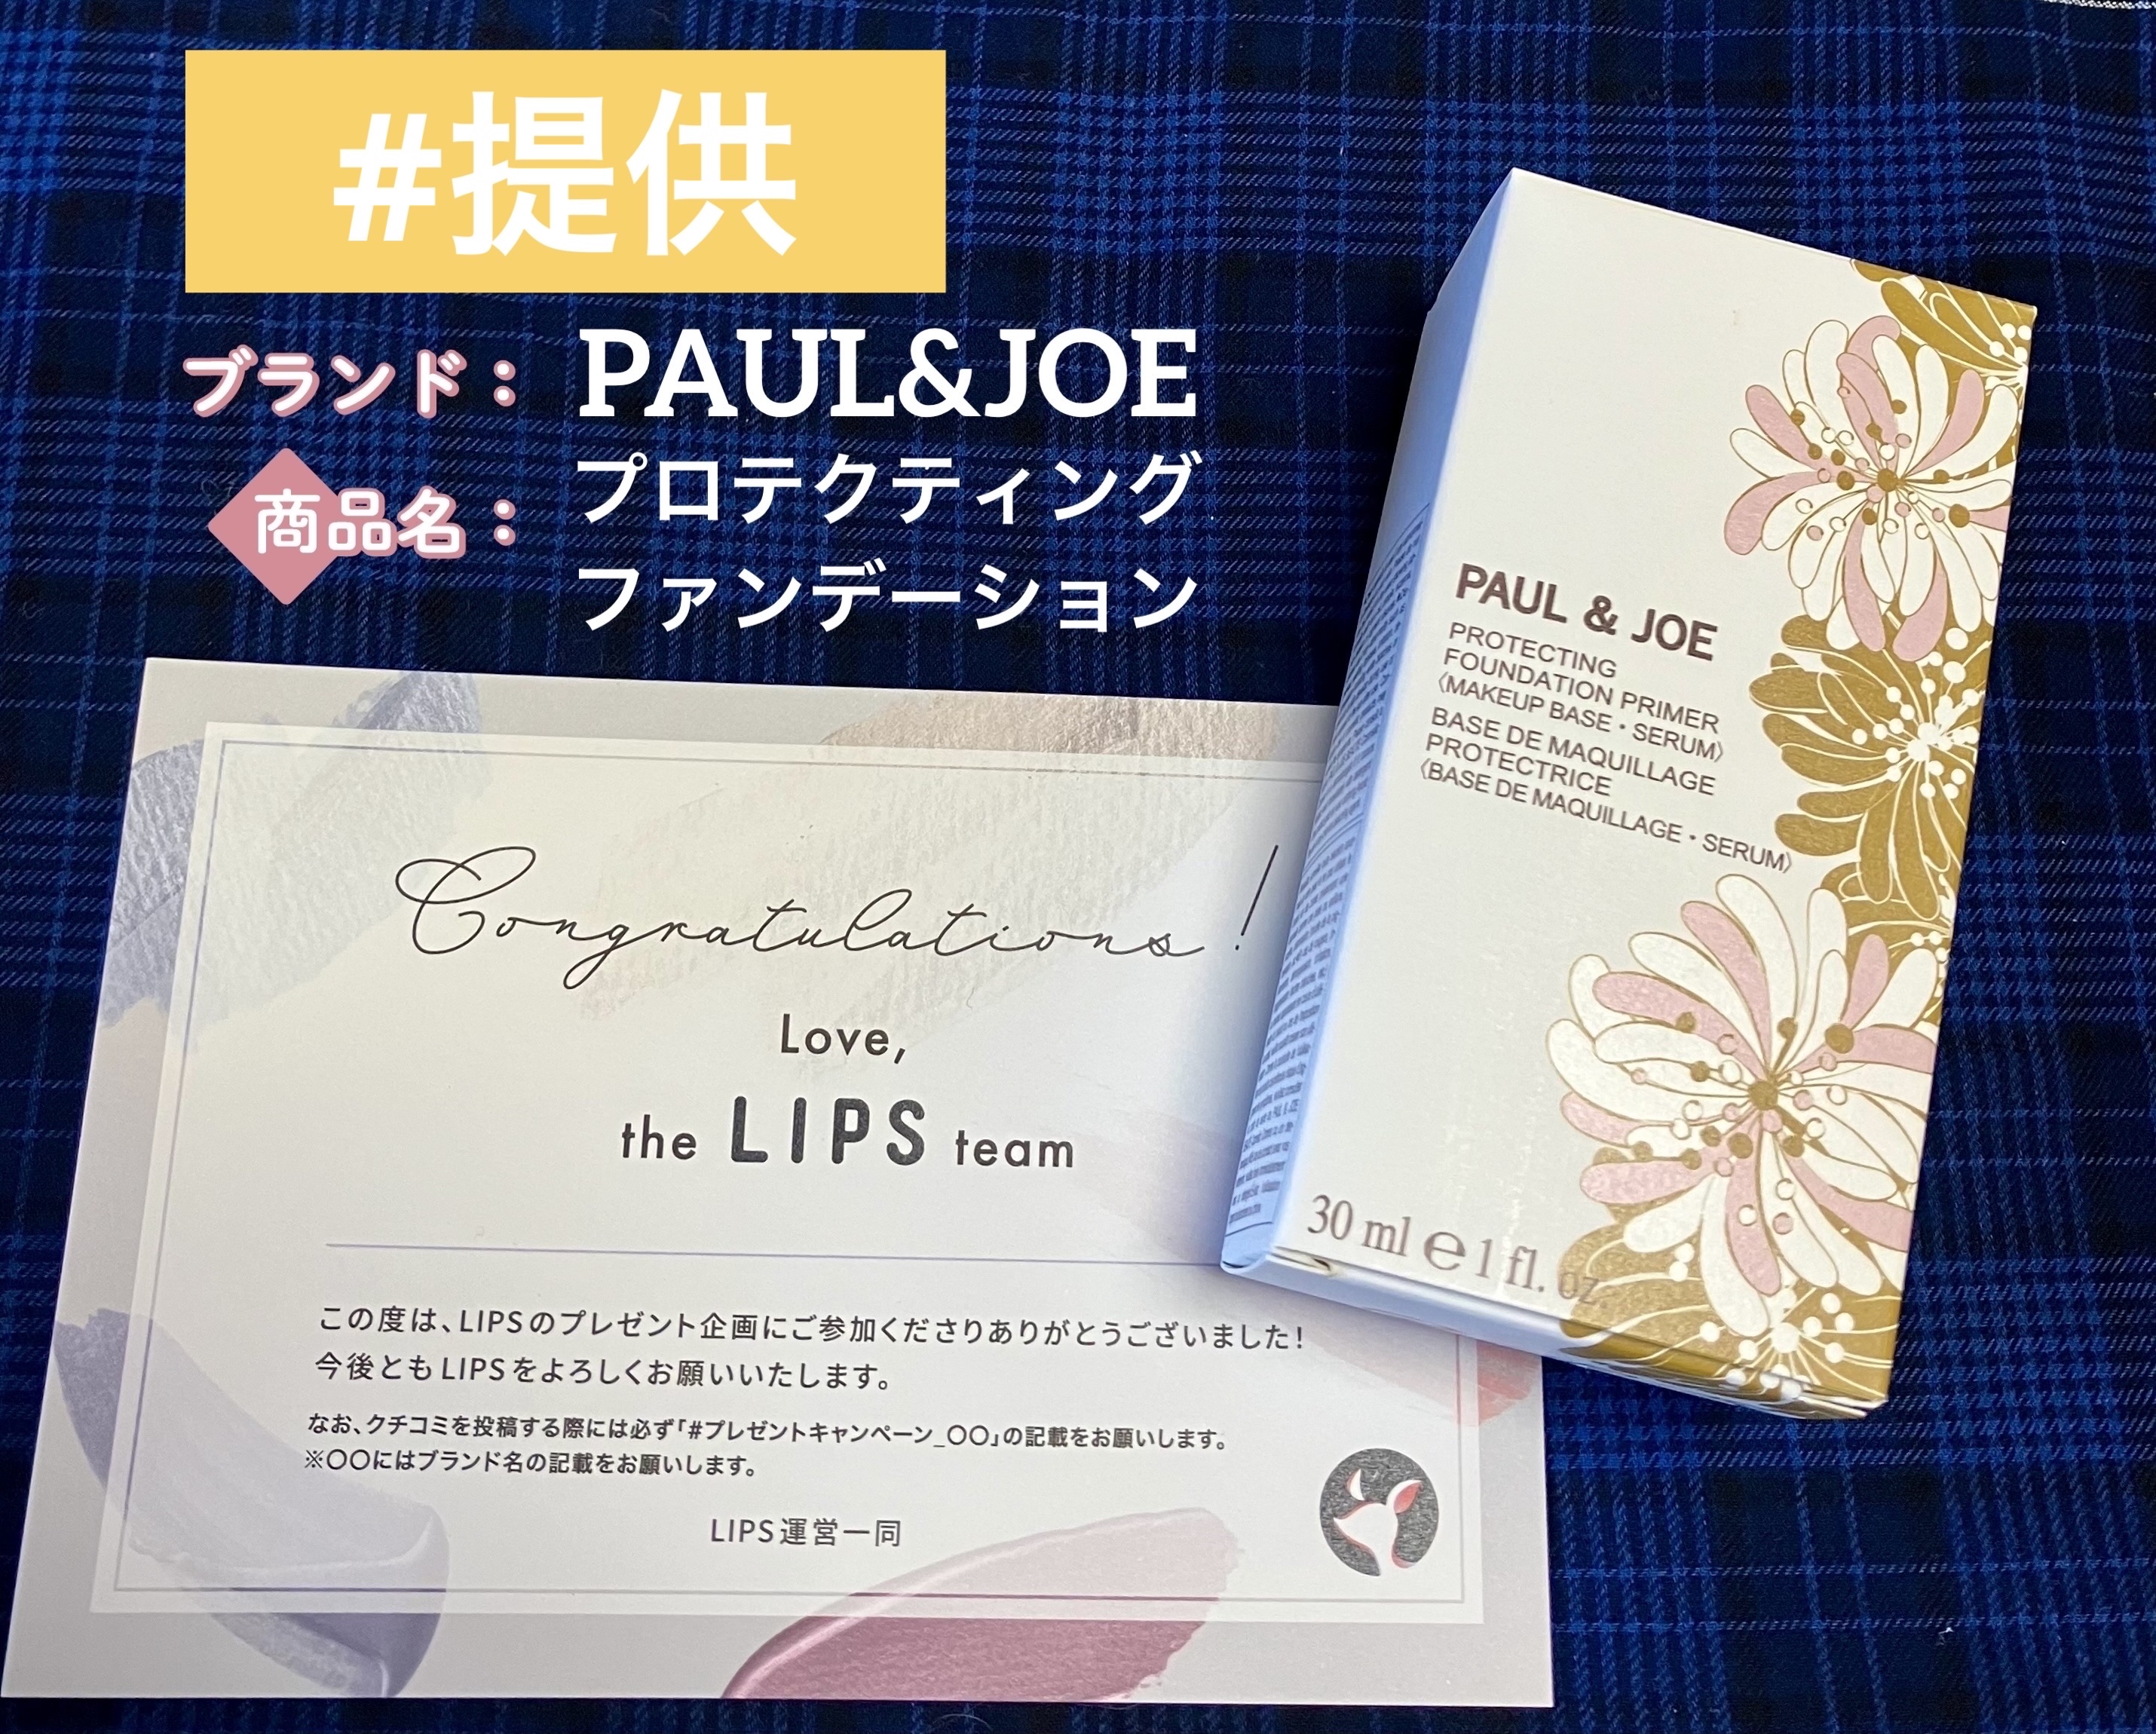 #提供
ブランド： PAUL&JOE
商品名： プロテクティング
ファンデーション
PAUL & JOE
PROTECTING
FOUNDATION PRIMER
〈MAKEUP BASE・SERUM〉
BASE DE MAQUILLAGE
PROTECTRICE
〈BASE DE MAQUILLAGE・SERUM〉
30 ml ℮ 1 fl. oz.
Congratulations!
Love,
the LIPS team
この度は、LIPSのプレゼント企画にご参加くださりありがとうございました!
今後ともLIPSをよろしくお願いいたします。
なお、クチコミを投稿する際には必ず「#プレゼントキャンペーン_〇〇」の記載をお願いします。
※〇〇にはブランド名の記載をお願いします。
LIPS運営一同